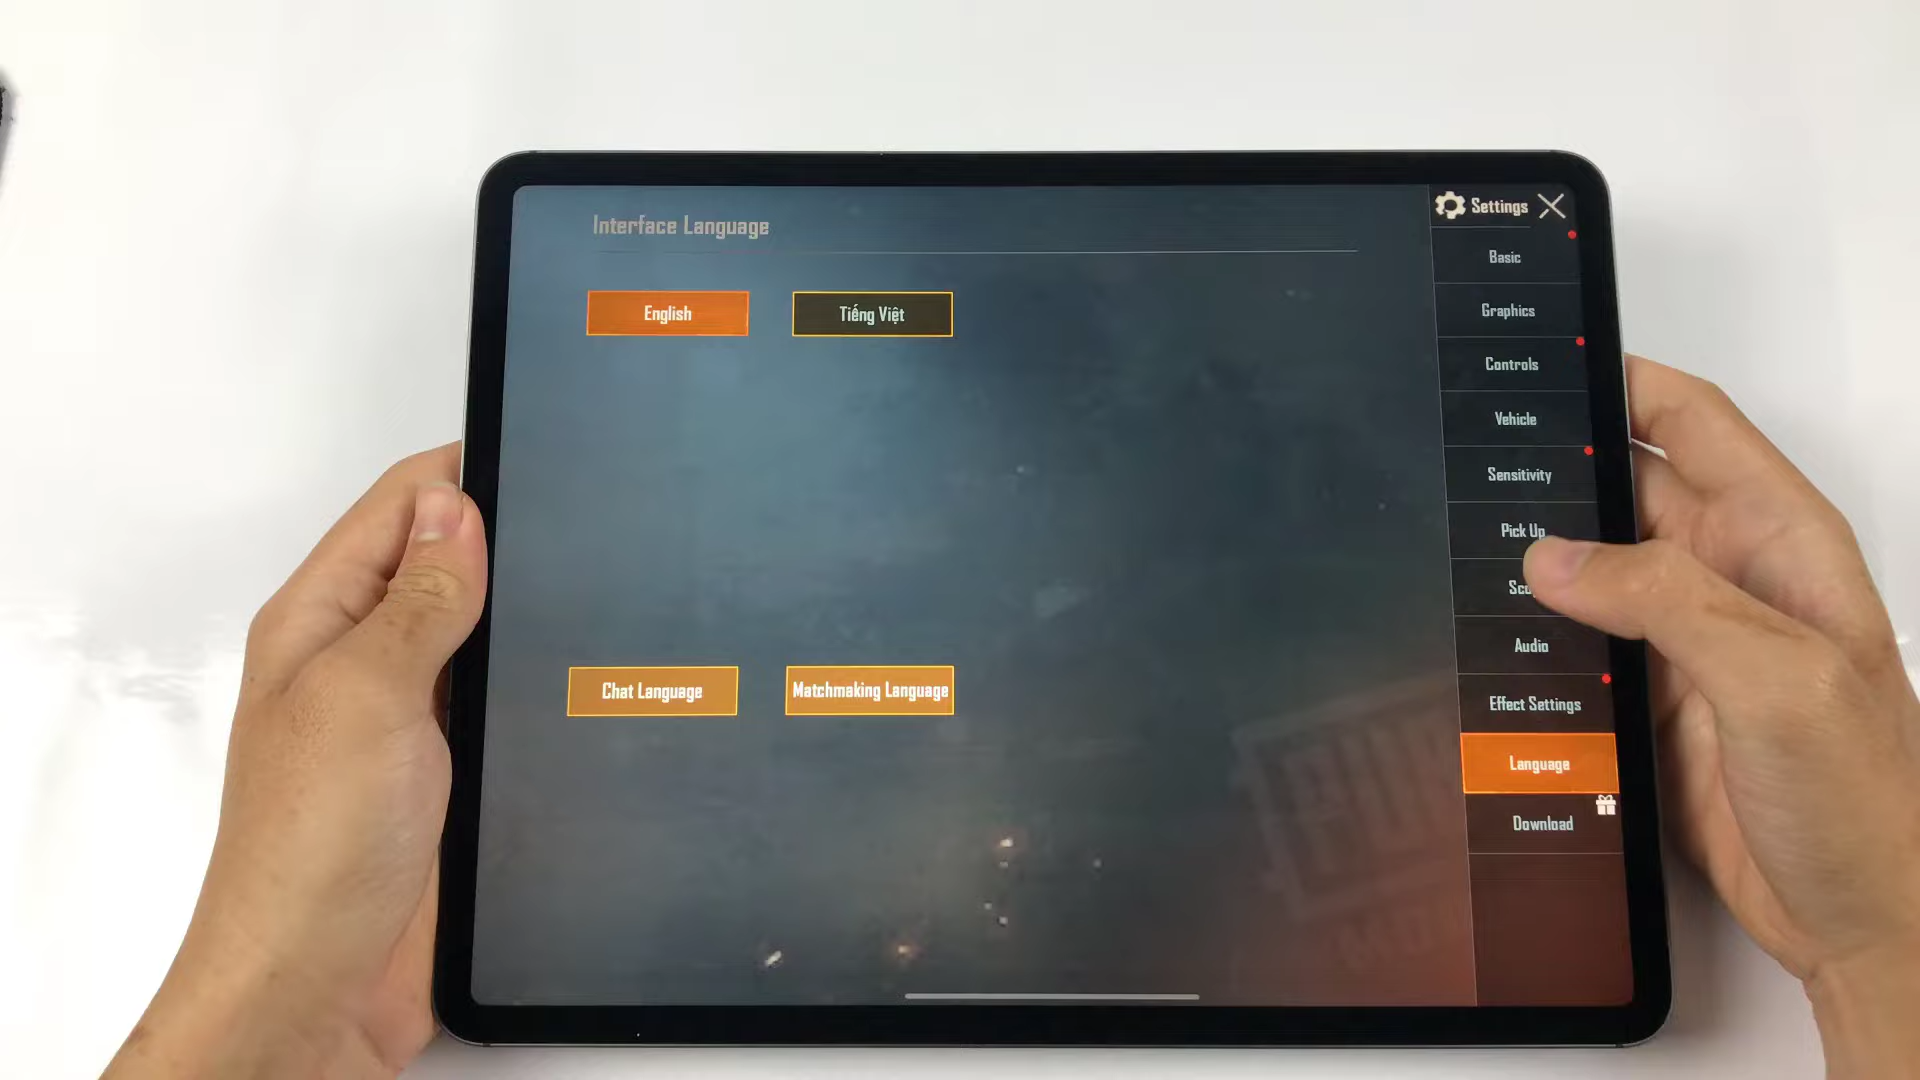 Interface Language
English
Tiếng Việt
Chat Language
Matchmaking Language
Settings
Basic
Graphics
Controls
Vehicle
Sensitivity
Pick Up
Audio
Effect Settings
Language
Download